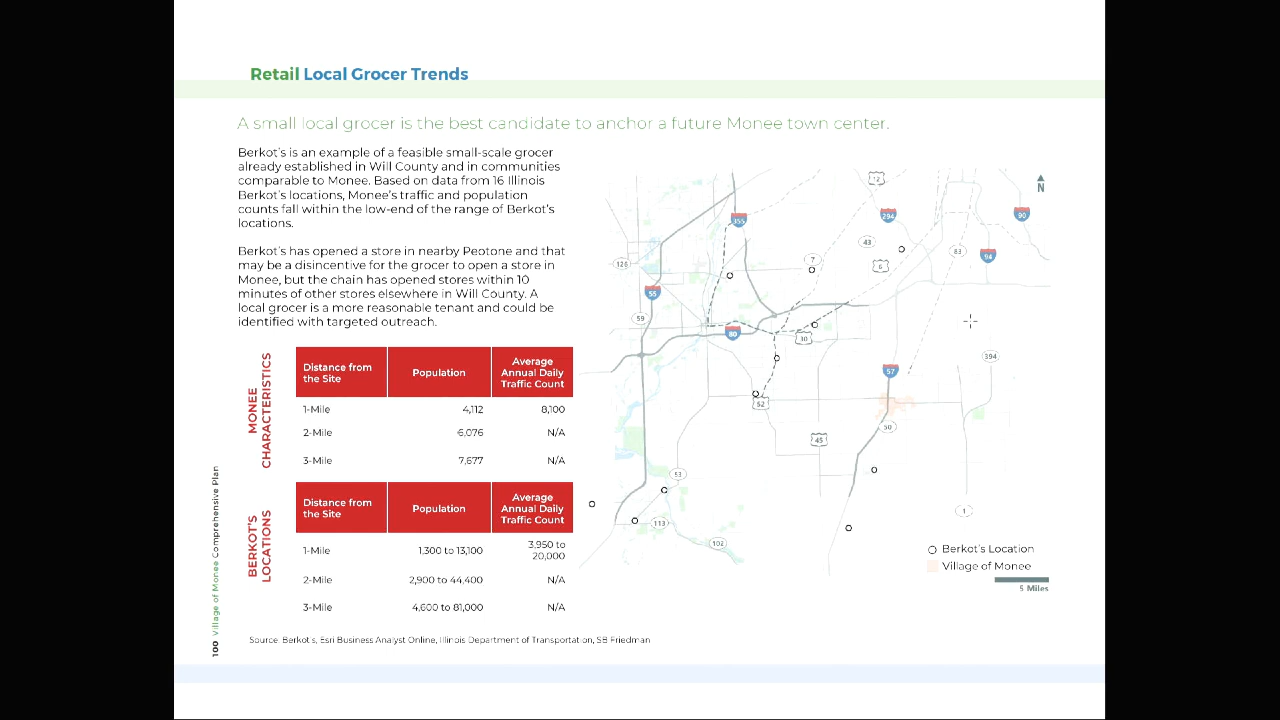 Retail Local Grocer Trends
A small local grocer is the best candidate to anchor a future Monee town center.
Berkot's is an example of a feasible small-scale grocer
already established in Will County and in communities
comparable to Monee. Based on data from 16 Illinois
Berkot's locations, Monee's traffic and population
counts fall within the low-end of the range of Berkot's
locations.
Berkot's has opened a store in nearby Peotone and that
may be a disincentive for the grocer to open a store in
Monee, but the chain has opened stores within 10
minutes of other stores elsewhere in Will County. A
local grocer is a more reasonable tenant and could be
identified with targeted outreach.
MONEE
CHARACTERISTICS
Distance from
the Site
Population
Average
Annual Daily
Traffic Count
1-Mile 4,112 8,100
2-Mile 6,076 N/A
3-Mile 7,677 N/A
BERKOT'S
LOCATIONS
Distance from
the Site
Population
Average
Annual Daily
Traffic Count
1-Mile 1,300 to 13,100 3,950 to
20,000
2-Mile 2,900 to 44,400 N/A
3-Mile 4,600 to 81,000 N/A
Source: Berkot's, Esri Business Analyst Online, Illinois Department of Transportation, SB Friedman
100 Village of Monee Comprehensive Plan
N
12
355
294
90
43
83
7
126
6
94
55
59
80
30
394
57
52
50
45
53
1
113
102
Berkot's Location
Village of Monee
5 Miles